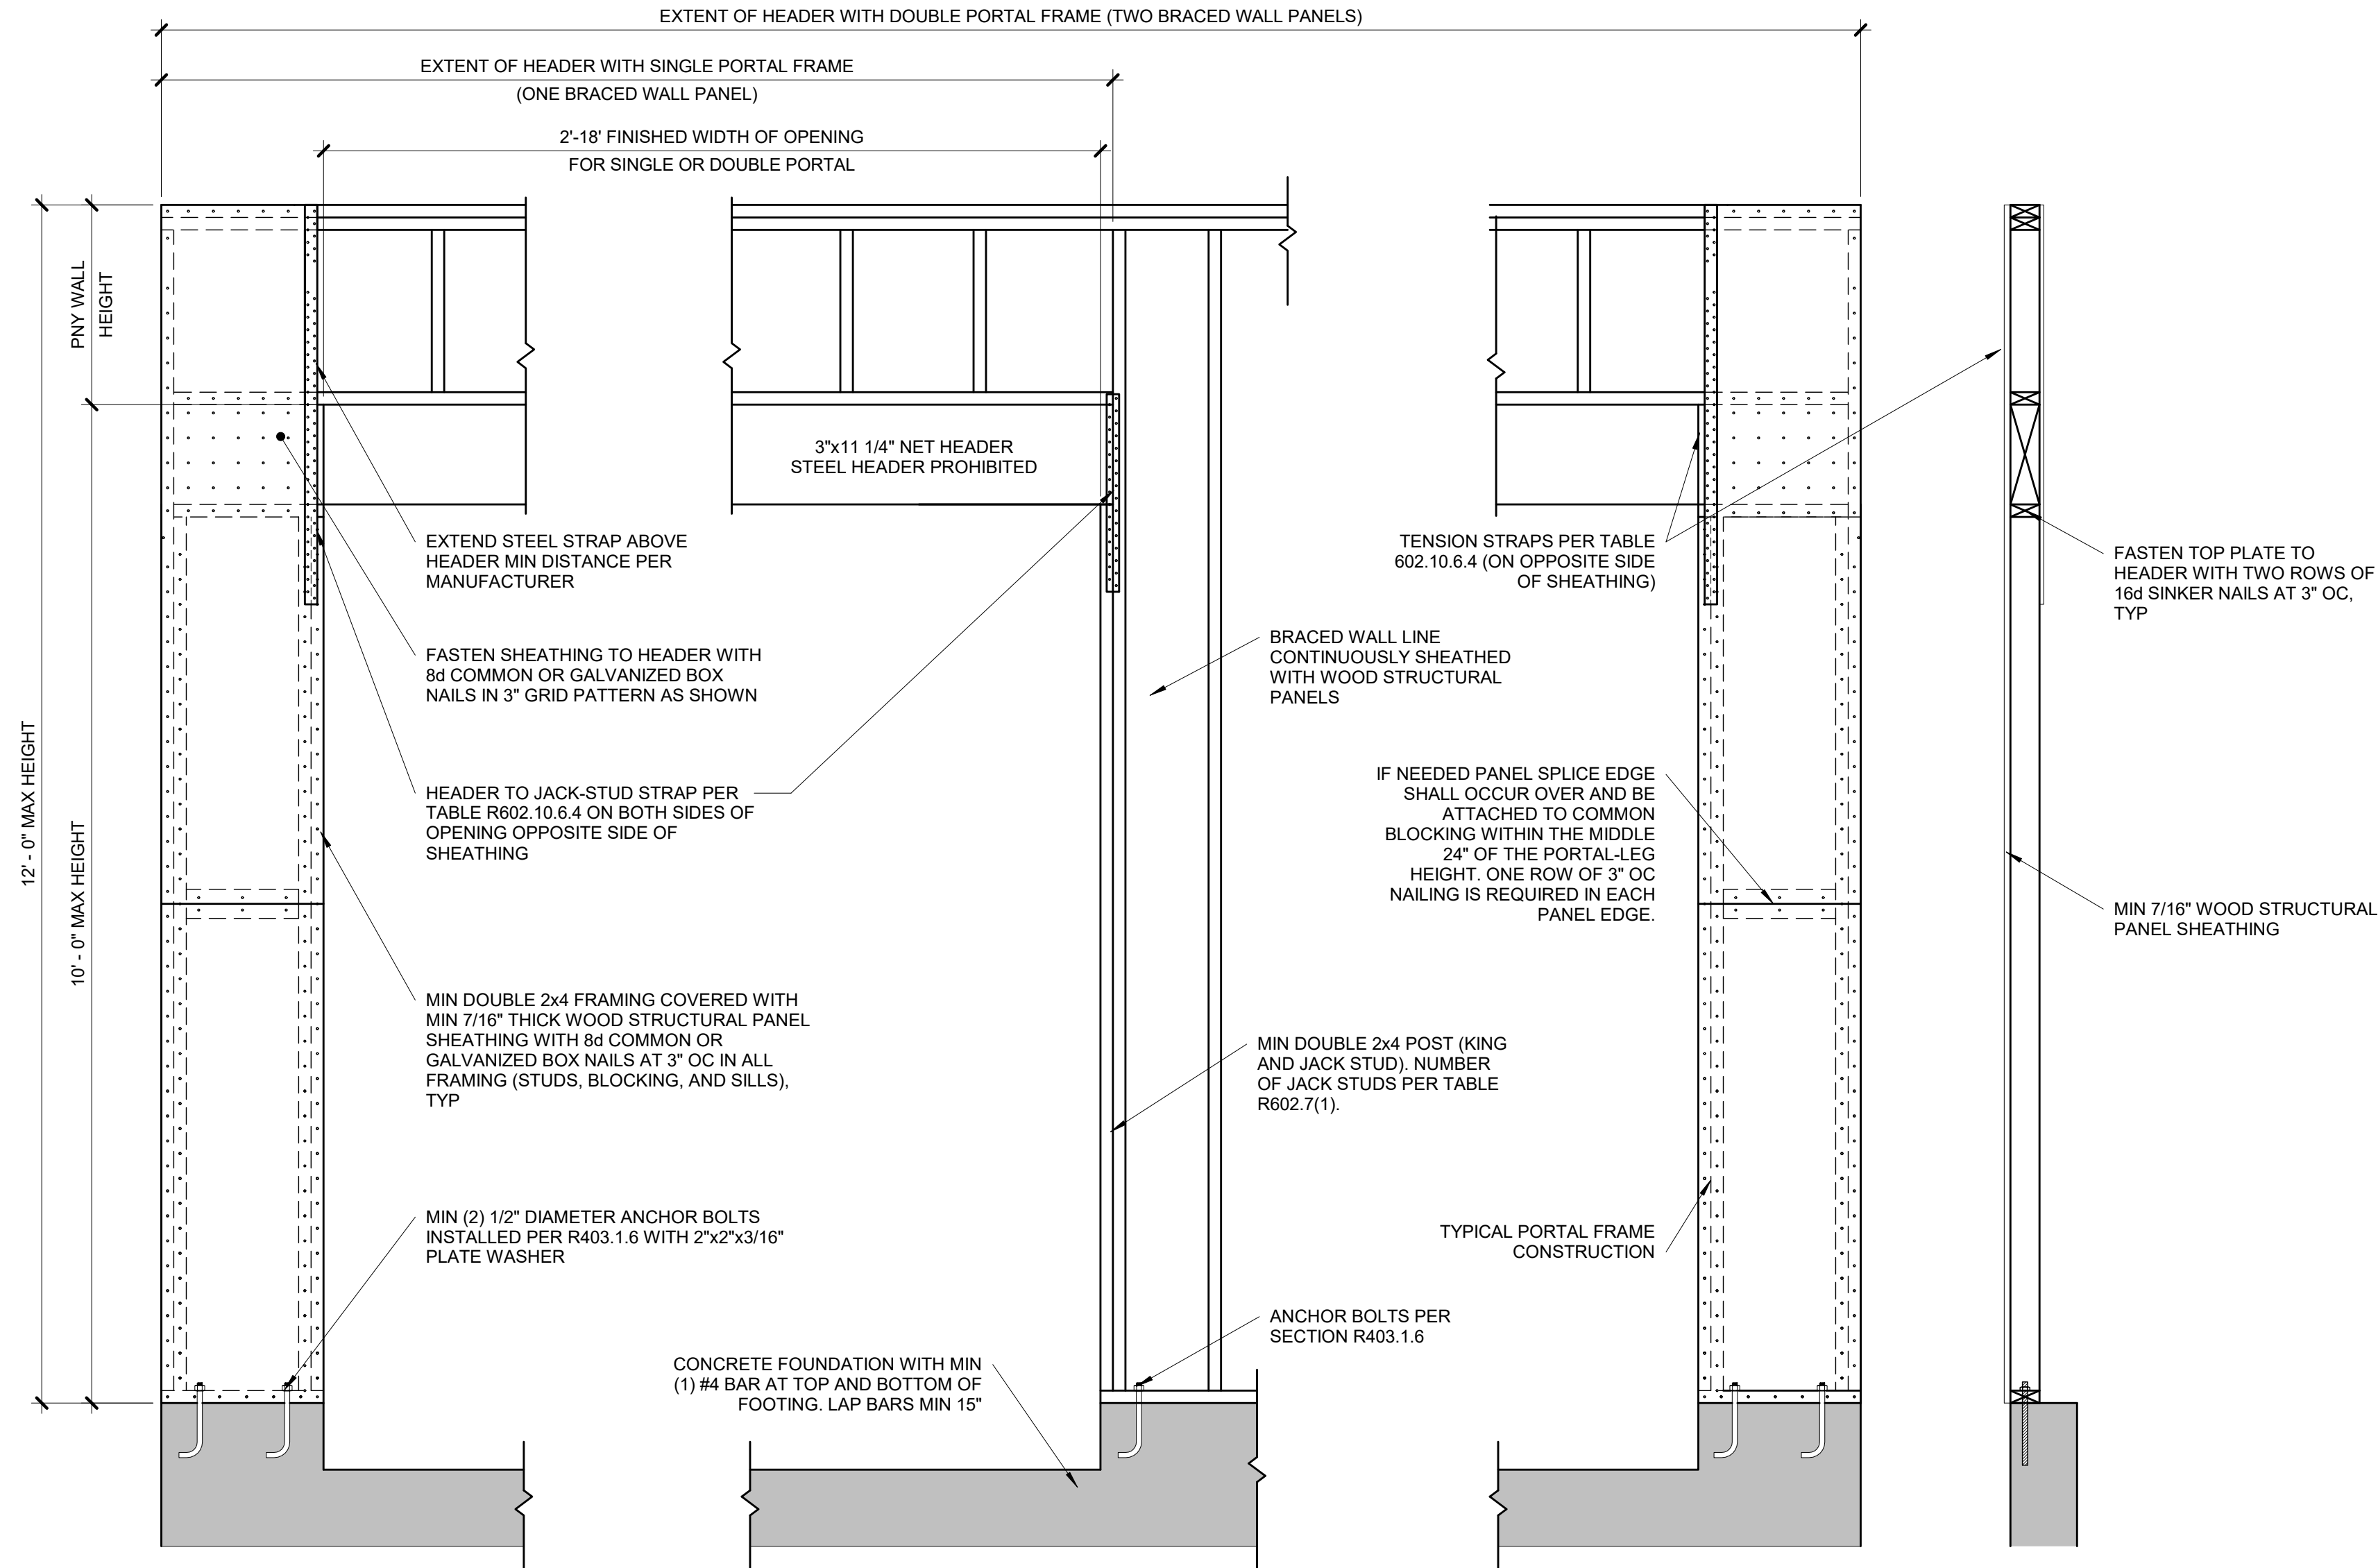 EXTENT OF HEADER WITH DOUBLE PORTAL FRAME (TWO BRACED WALL PANELS)
EXTENT OF HEADER WITH SINGLE PORTAL FRAME
(ONE BRACED WALL PANEL)
2'-18' FINISHED WIDTH OF OPENING
FOR SINGLE OR DOUBLE PORTAL
PNY WALL
HEIGHT
12' - 0" MAX HEIGHT
10' - 0" MAX HEIGHT
3"x11 1/4" NET HEADER
STEEL HEADER PROHIBITED
EXTEND STEEL STRAP ABOVE
HEADER MIN DISTANCE PER
MANUFACTURER
FASTEN SHEATHING TO HEADER WITH
8d COMMON OR GALVANIZED BOX
NAILS IN 3" GRID PATTERN AS SHOWN
HEADER TO JACK-STUD STRAP PER
TABLE R602.10.6.4 ON BOTH SIDES OF
OPENING OPPOSITE SIDE OF
SHEATHING
MIN DOUBLE 2x4 FRAMING COVERED WITH
MIN 7/16" THICK WOOD STRUCTURAL PANEL
SHEATHING WITH 8d COMMON OR
GALVANIZED BOX NAILS AT 3" OC IN ALL
FRAMING (STUDS, BLOCKING, AND SILLS),
TYP
MIN (2) 1/2" DIAMETER ANCHOR BOLTS
INSTALLED PER R403.1.6 WITH 2"x2"x3/16"
PLATE WASHER
CONCRETE FOUNDATION WITH MIN
(1) #4 BAR AT TOP AND BOTTOM OF
FOOTING. LAP BARS MIN 15"
BRACED WALL LINE
CONTINUOUSLY SHEATHED
WITH WOOD STRUCTURAL
PANELS
MIN DOUBLE 2x4 POST (KING
AND JACK STUD). NUMBER
OF JACK STUDS PER TABLE
R602.7(1).
ANCHOR BOLTS PER
SECTION R403.1.6
TENSION STRAPS PER TABLE
602.10.6.4 (ON OPPOSITE SIDE
OF SHEATHING)
IF NEEDED PANEL SPLICE EDGE
SHALL OCCUR OVER AND BE
ATTACHED TO COMMON
BLOCKING WITHIN THE MIDDLE
24" OF THE PORTAL-LEG
HEIGHT. ONE ROW OF 3" OC
NAILING IS REQUIRED IN EACH
PANEL EDGE.
TYPICAL PORTAL FRAME
CONSTRUCTION
FASTEN TOP PLATE TO
HEADER WITH TWO ROWS OF
16d SINKER NAILS AT 3" OC,
TYP
MIN 7/16" WOOD STRUCTURAL
PANEL SHEATHING